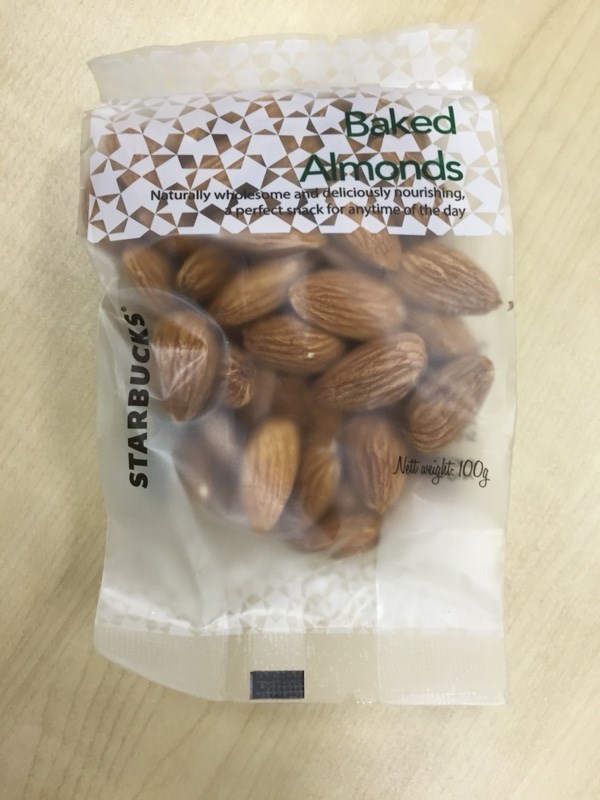 Baked
Almonds
Naturally wholesome and deliciously nourishing,
a perfect snack for anytime of the day
STARBUCKS®
Nett weight: 100g